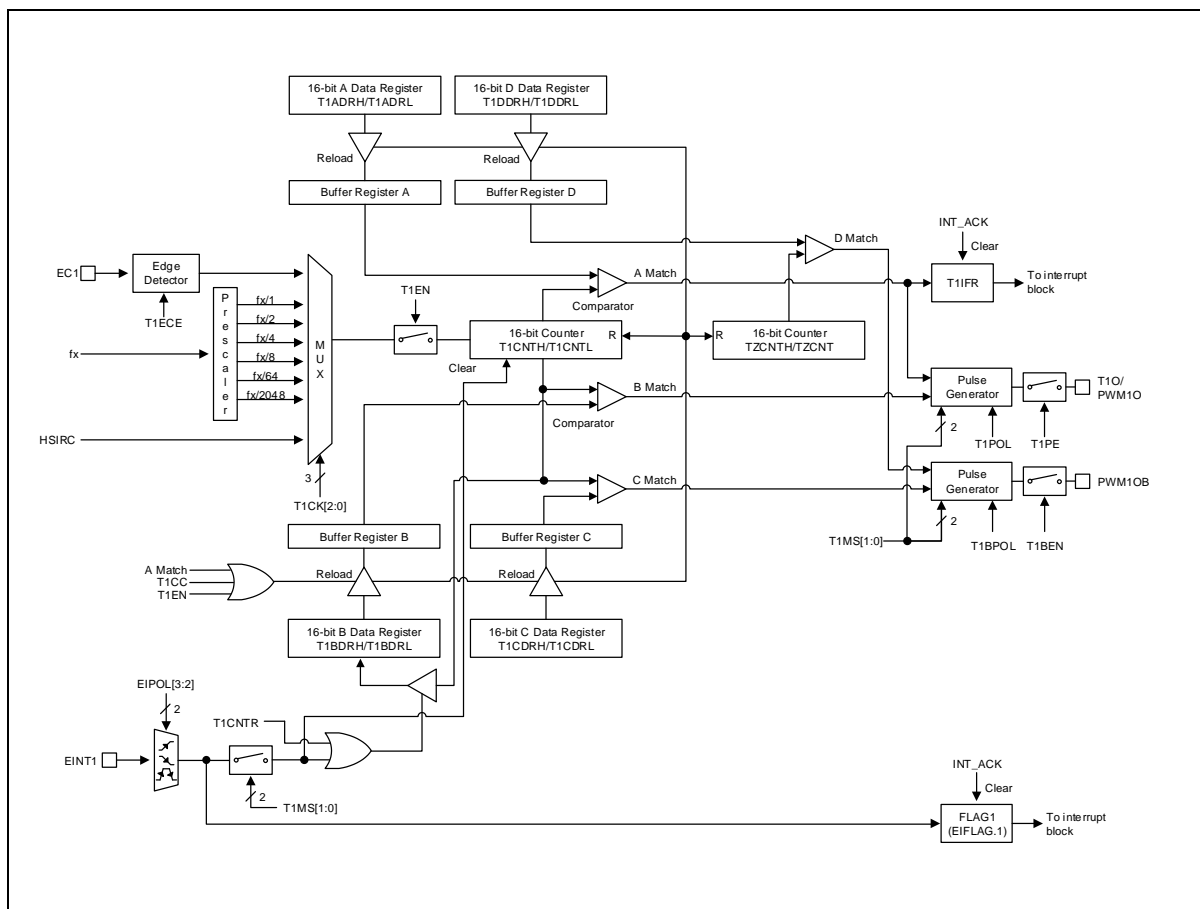 16-bit A Data Register
T1ADRH/T1ADRL
16-bit D Data Register
T1DDRH/T1DDRL
Reload
Reload
Buffer Register A
Buffer Register D
INT_ACK
Clear
D Match
EC1
Edge
Detector
T1ECE
A Match
T1IFR
To interrupt
block
Comparator
Prescaler
fx/1
fx/2
fx/4
fx/8
fx/64
fx/2048
fx
MUX
T1EN
16-bit Counter
T1CNTH/T1CNTL
R
Clear
R
16-bit Counter
TZCNTH/TZCNT
B Match
Comparator
Pulse
Generator
T1O/
PWM1O
2
T1POL
T1PE
HSIRC
3
T1CK[2:0]
C Match
Pulse
Generator
PWM1OB
2
T1MS[1:0]
T1BPOL
T1BEN
Buffer Register B
Buffer Register C
A Match
T1CC
T1EN
Reload
Reload
16-bit B Data Register
T1BDRH/T1BDRL
16-bit C Data Register
T1CDRH/T1CDRL
EIPOL[3:2]
2
T1CNTR
EINT1
2
T1MS[1:0]
INT_ACK
Clear
FLAG1
(EIFLAG.1)
To interrupt
block